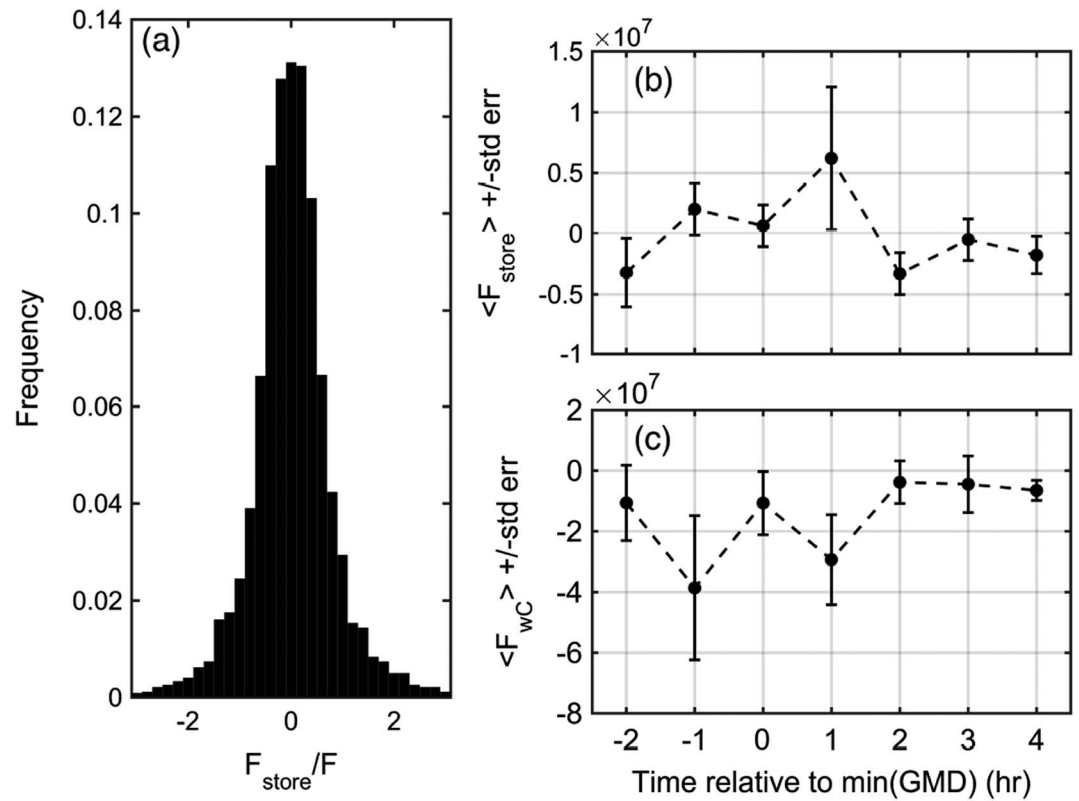 (a)
0.14
0.12
0.1
0.08
0.06
0.04
0.02
0
Frequency
-2 0 2
F_store/F
×10^7
(b)
1.5
1
0.5
0
-0.5
-1
<F_store> +/-std err
×10^7
(c)
2
0
-2
-4
-6
-8
<F_wC> +/-std err
-2 -1 0 1 2 3 4
Time relative to min(GMD) (hr)